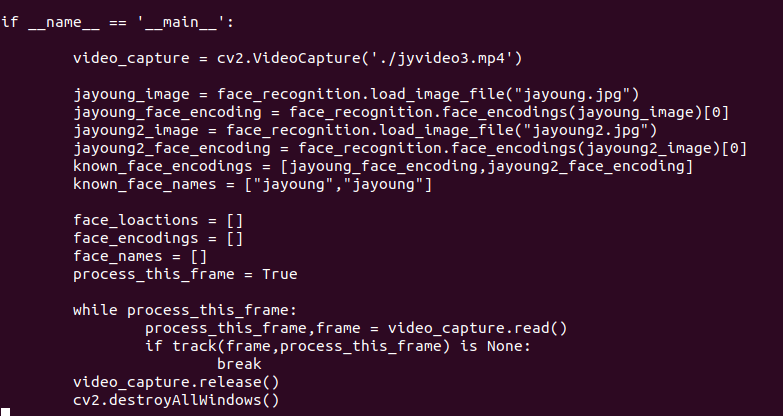 if __name__ == '__main__':
video_capture = cv2.VideoCapture('./jyvideo3.mp4')
jayoung_image = face_recognition.load_image_file("jayoung.jpg")
jayoung_face_encoding = face_recognition.face_encodings(jayoung_image)[0]
jayoung2_image = face_recognition.load_image_file("jayoung2.jpg")
jayoung2_face_encoding = face_recognition.face_encodings(jayoung2_image)[0]
known_face_encodings = [jayoung_face_encoding,jayoung2_face_encoding]
known_face_names = ["jayoung","jayoung"]
face_loactions = []
face_encodings = []
face_names = []
process_this_frame = True
while process_this_frame:
process_this_frame,frame = video_capture.read()
if track(frame,process_this_frame) is None:
break
video_capture.release()
cv2.destroyAllWindows()